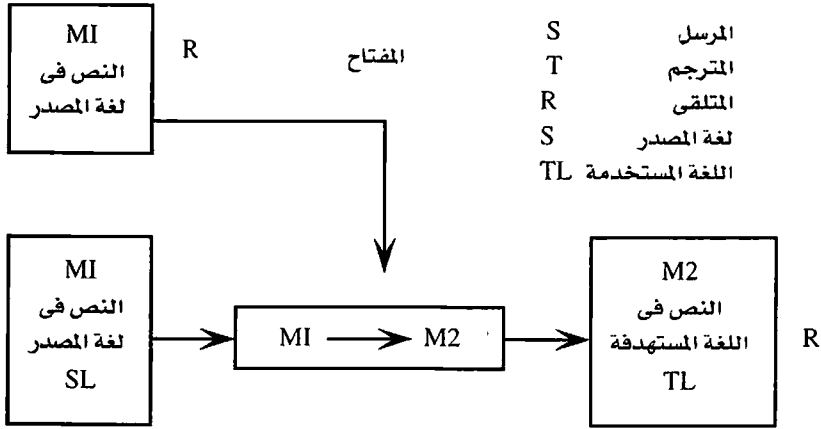 MI
النص فى
لغة المصدر
R
المفتاح
المرسل S
المترجم T
المتلقى R
لغة المصدر S
اللغة المستخدمة TL
MI
النص فى
لغة المصدر
SL
MI M2
M2
النص فى
اللغة المستهدفة
TL
R